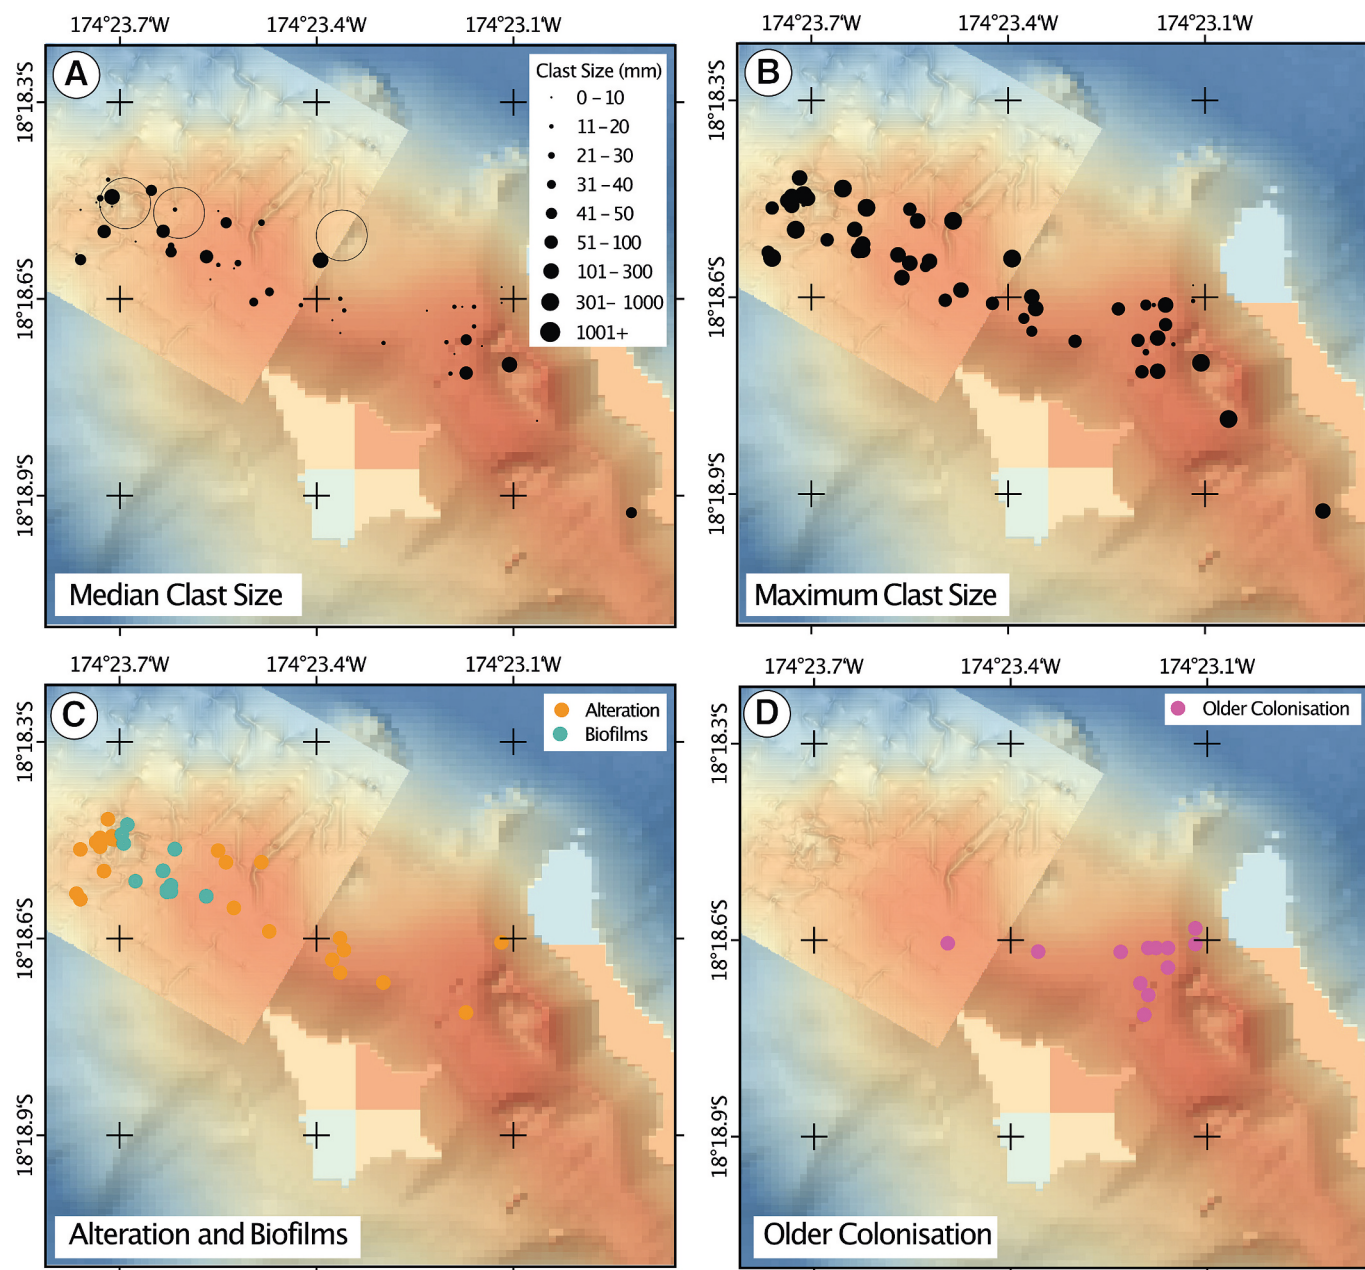 174°23.7'W 174°23.4'W 174°23.1'W
18°18.3'S
18°18.6'S
18°18.9'S
A
Clast Size (mm)
0 – 10
11 – 20
21 – 30
31 – 40
41 – 50
51 – 100
101 – 300
301 – 1000
1001+
Median Clast Size
174°23.7'W 174°23.4'W 174°23.1'W
18°18.3'S
18°18.6'S
18°18.9'S
B
Maximum Clast Size
174°23.7'W 174°23.4'W 174°23.1'W
18°18.3'S
18°18.6'S
18°18.9'S
C
Alteration
Biofilms
Alteration and Biofilms
174°23.7'W 174°23.4'W 174°23.1'W
18°18.3'S
18°18.6'S
18°18.9'S
D
Older Colonisation
Older Colonisation